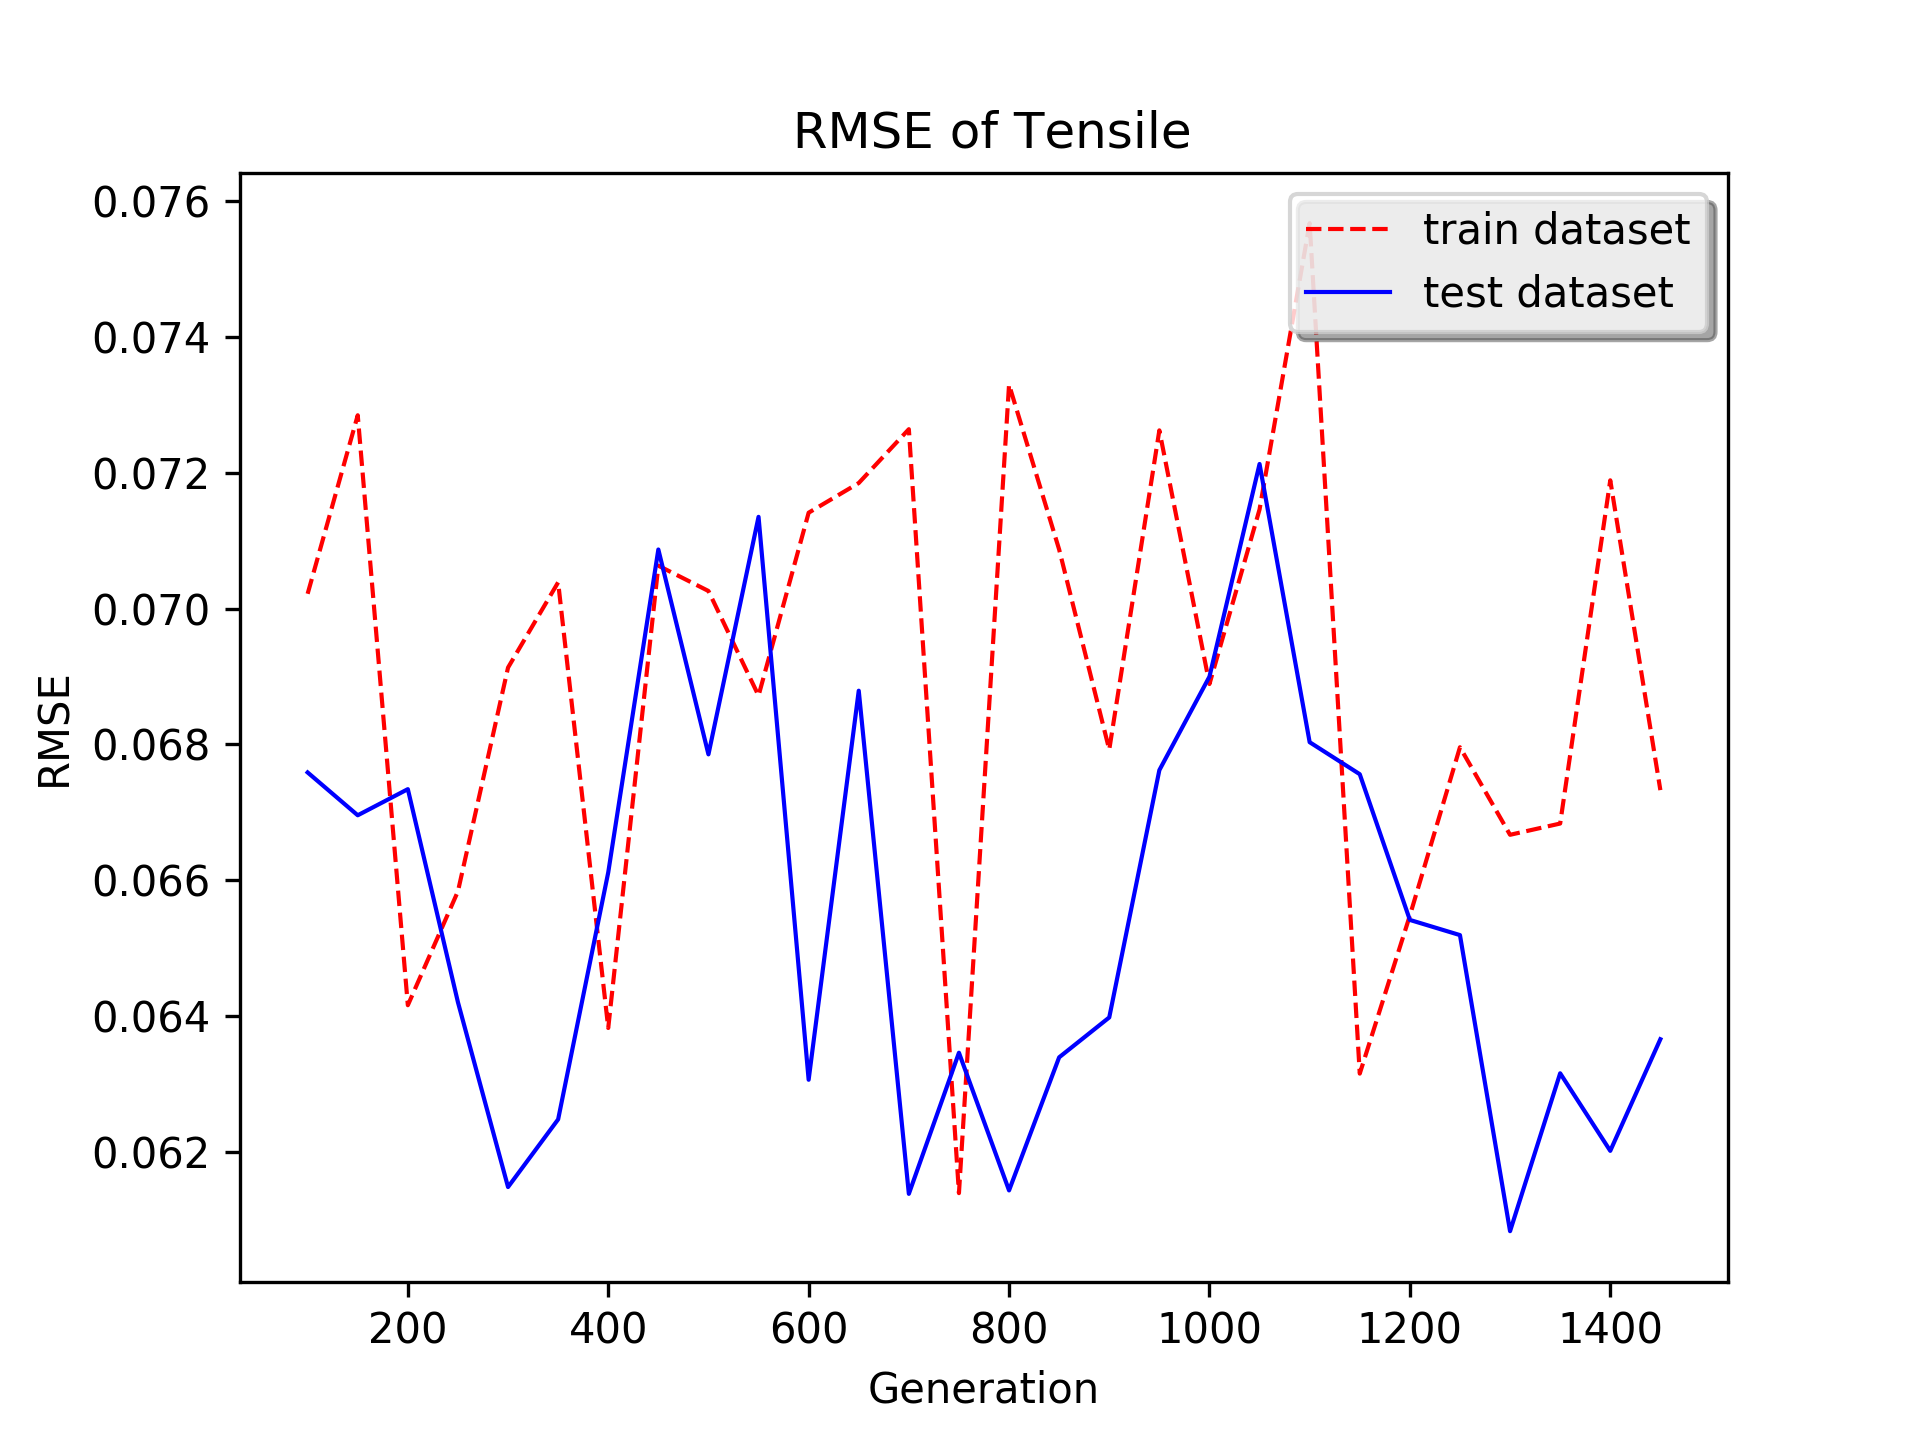 RMSE of Tensile
train dataset
test dataset
0.076
0.074
0.072
0.070
0.068
0.066
0.064
0.062
RMSE
200 400 600 800 1000 1200 1400
Generation